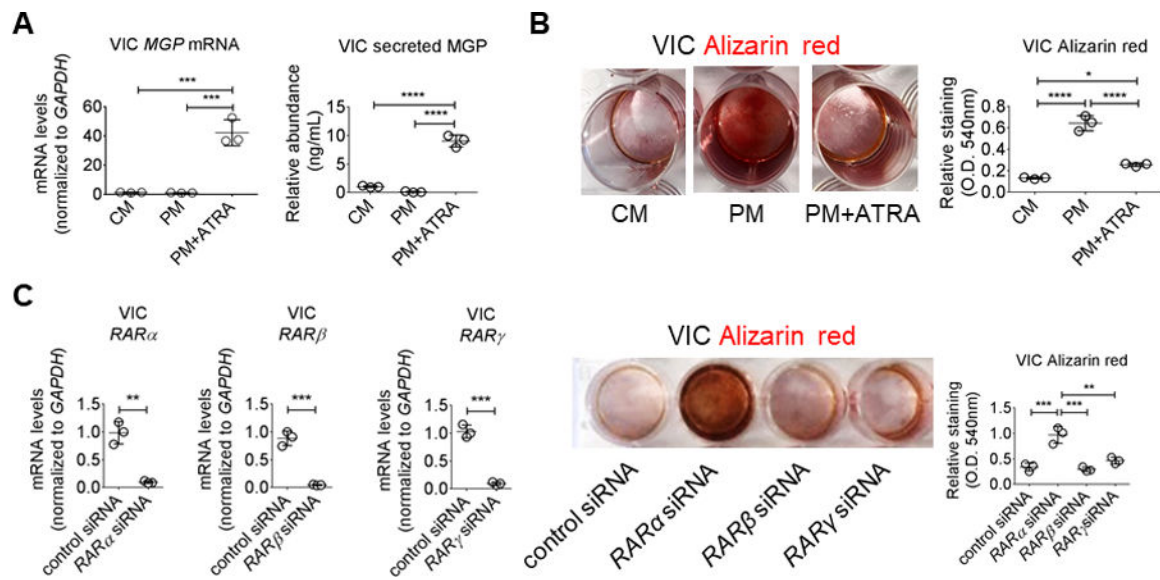 A
VIC MGP mRNA
mRNA levels
(normalized to GAPDH)
60
40
20
0
***
***
CM
PM
PM+ATRA
VIC secreted MGP
Relative abundance
(ng/mL)
15
10
5
0
****
****
CM
PM
PM+ATRA
B
VIC Alizarin red
CM
PM
PM+ATRA
VIC Alizarin red
Relative staining
(O.D. 540nm)
0.8
0.6
0.4
0.2
0.0
*
****
****
CM
PM
PM+ATRA
C
VIC
RARα
mRNA levels
(normalized to GAPDH)
1.5
1.0
0.5
0.0
**
control siRNA
RARα siRNA
VIC
RARβ
mRNA levels
(normalized to GAPDH)
1.5
1.0
0.5
0.0
***
control siRNA
RARβ siRNA
VIC
RARγ
mRNA levels
(normalized to GAPDH)
1.5
1.0
0.5
0.0
***
control siRNA
RARγ siRNA
VIC Alizarin red
control siRNA
RARα siRNA
RARβ siRNA
RARγ siRNA
VIC Alizarin red
Relative staining
(O.D. 540nm)
1.5
1.0
0.5
0.0
**
***
***
control siRNA
RARα siRNA
RARβ siRNA
RARγ siRNA